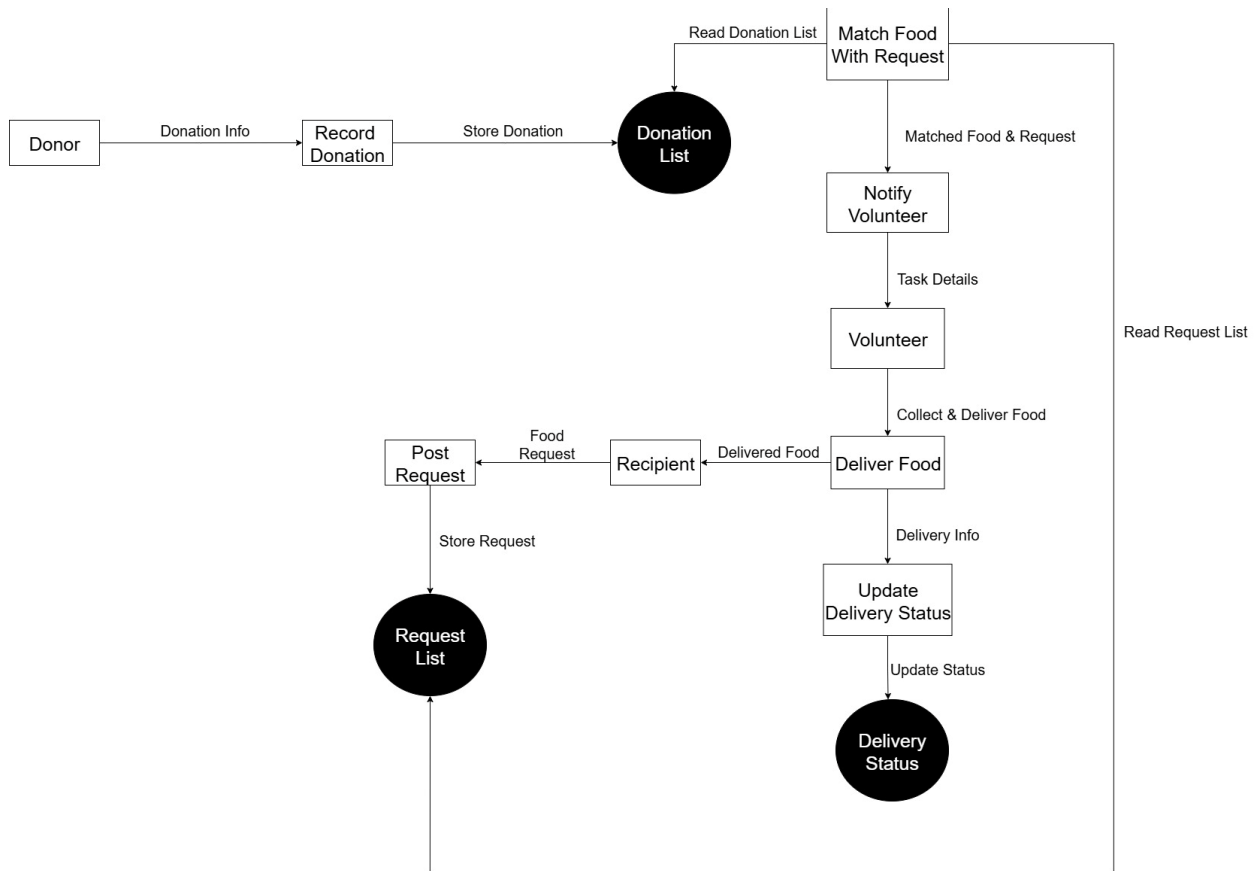 Read Donation List
Match Food
With Request
Donor
Donation Info
Record
Donation
Store Donation
Donation
List
Matched Food & Request
Notify
Volunteer
Task Details
Volunteer
Read Request List
Collect & Deliver Food
Post
Request
Food
Request
Recipient
Delivered Food
Deliver Food
Store Request
Delivery Info
Update
Delivery Status
Request
List
Update Status
Delivery
Status